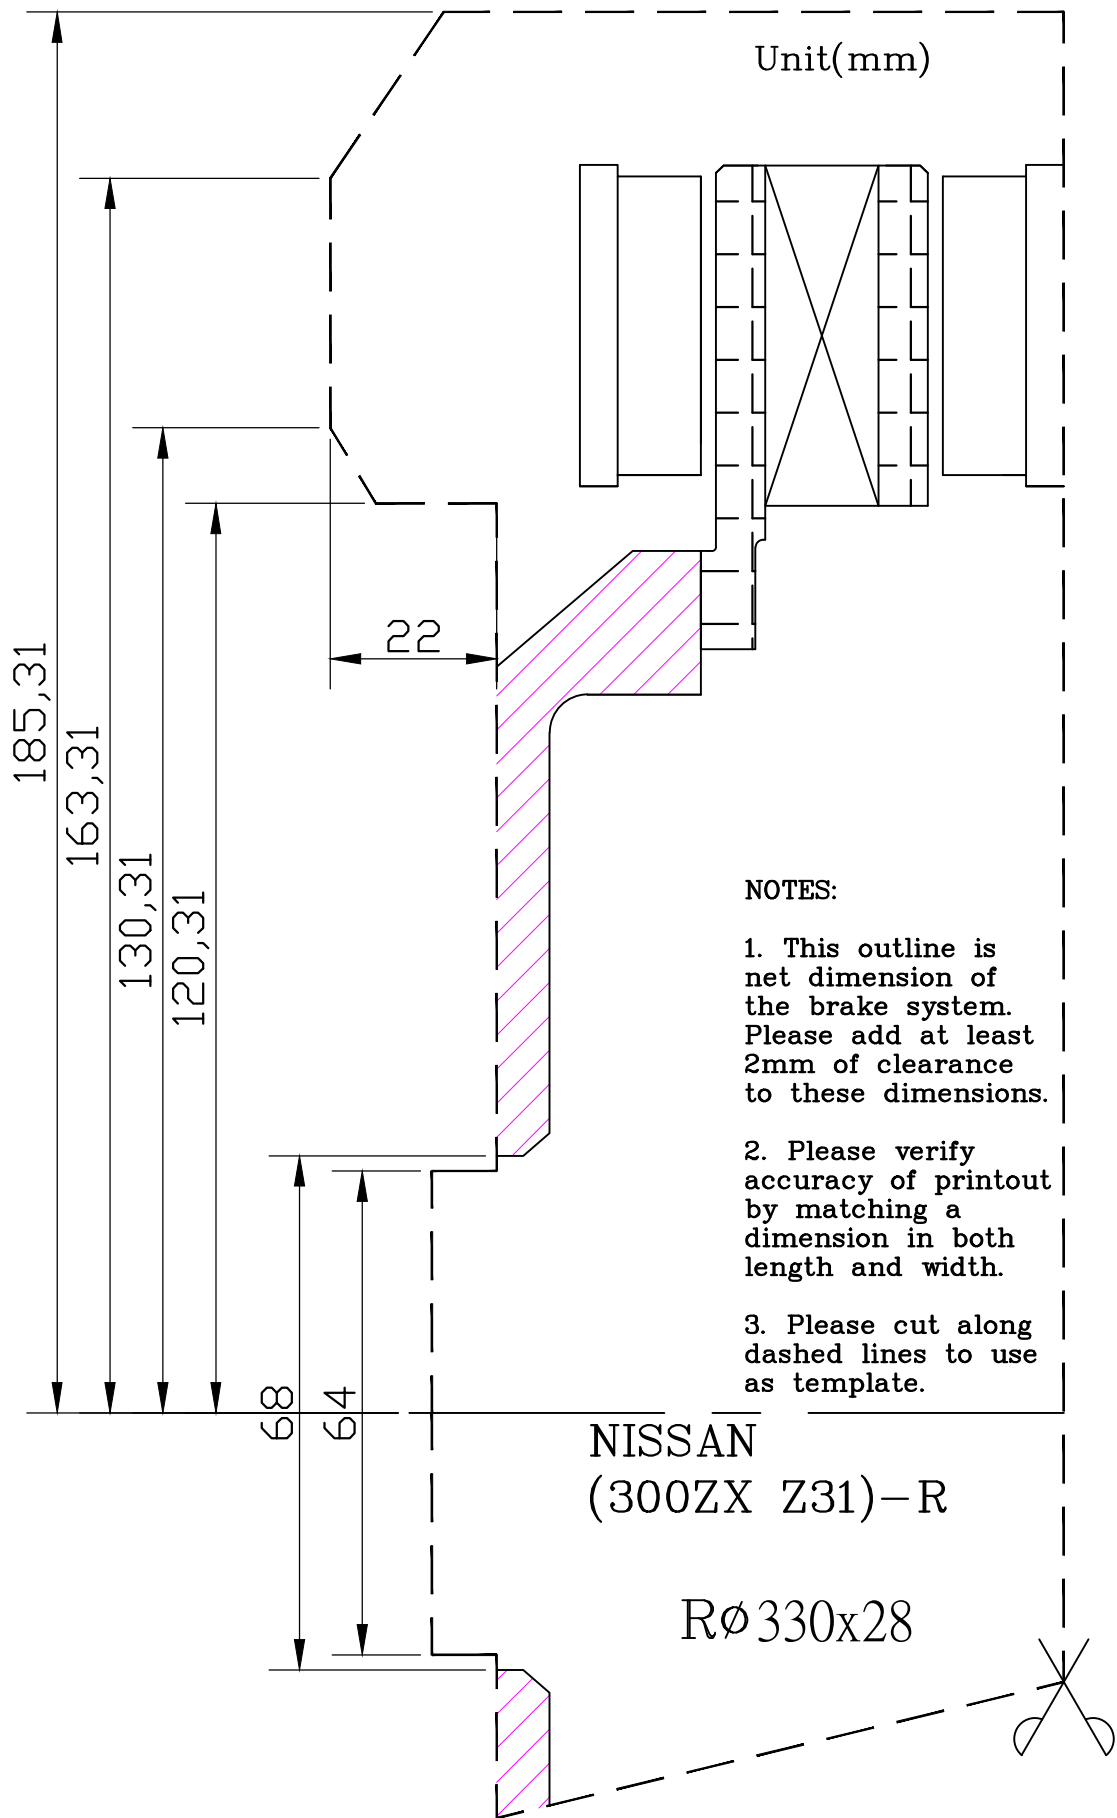 Unit(mm)
22
185,31
163,31
130,31
120,31
NOTES:
1. This outline is
net dimension of
the brake system.
Please add at least
2mm of clearance
to these dimensions.
2. Please verify
accuracy of printout
by matching a
dimension in both
length and width.
3. Please cut along
dashed lines to use
as template.
68
64
NISSAN
(300ZX Z31)-R
RØ330x28